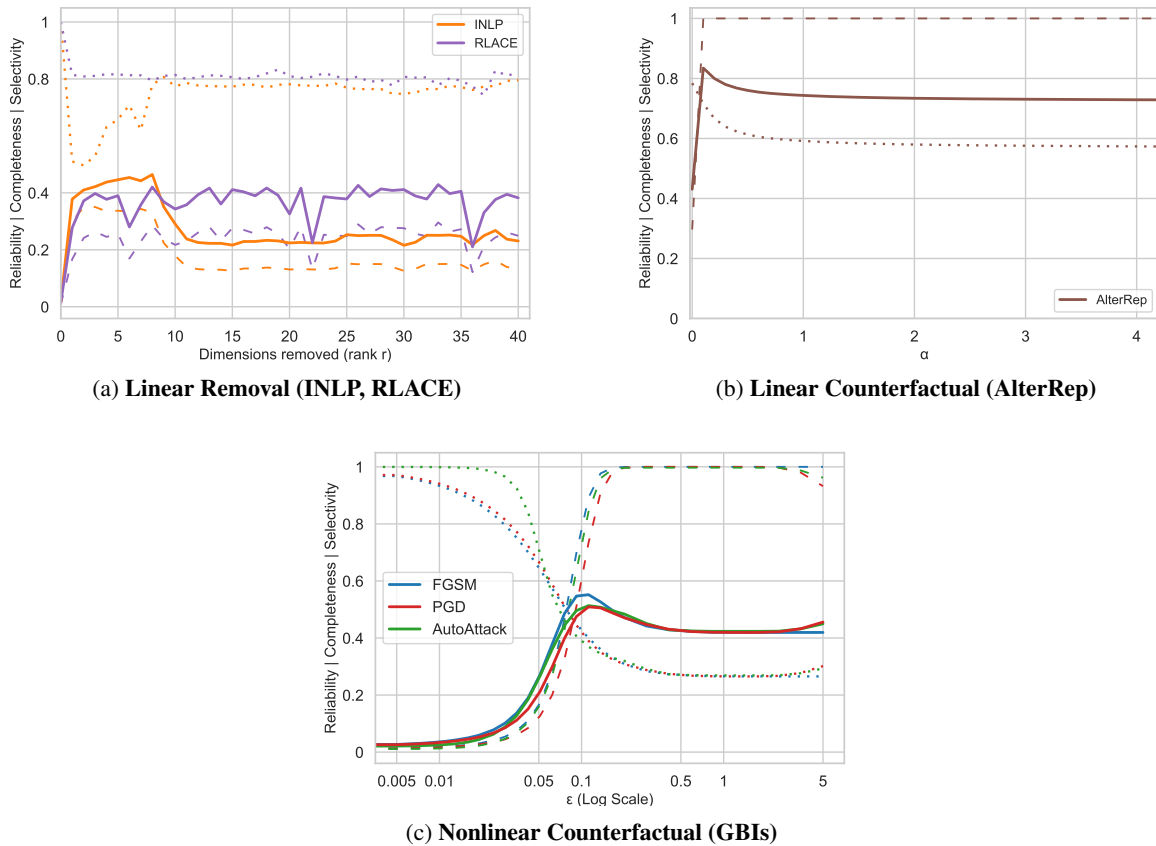 Reliability | Completeness | Selectivity
1
0.8
0.6
0.4
0.2
0
INLP
RLACE
0 5 10 15 20 25 30 35 40
Dimensions removed (rank r)
(a) Linear Removal (INLP, RLACE)
Reliability | Completeness | Selectivity
1
0.8
0.6
0.4
0.2
0
AlterRep
0 1 2 3 4
α
(b) Linear Counterfactual (AlterRep)
Reliability | Completeness | Selectivity
1
0.8
0.6
0.4
0.2
0
FGSM
PGD
AutoAttack
0.005 0.01 0.05 0.1 0.5 1 5
ε (Log Scale)
(c) Nonlinear Counterfactual (GBIs)